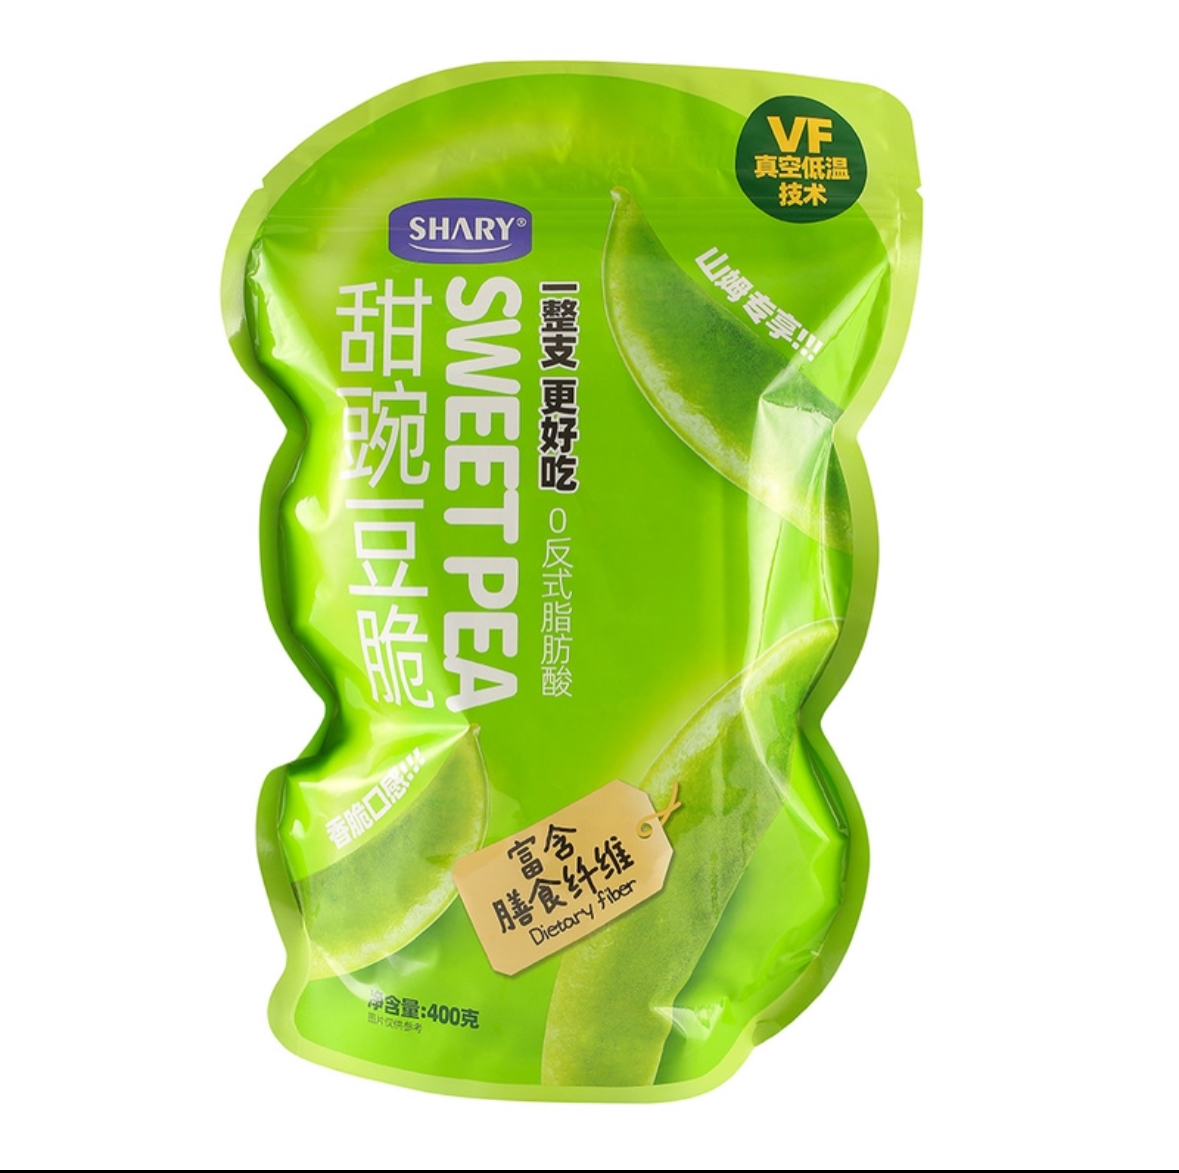 VF
真空低温
技术
SHARY®
山姆专享!!!
甜豌豆脆
SWEET PEA
一整支 更好吃
0反式脂肪酸
香脆口感!!!
富含
膳食纤维
Dietary fiber
净含量:400克
图片仅供参考